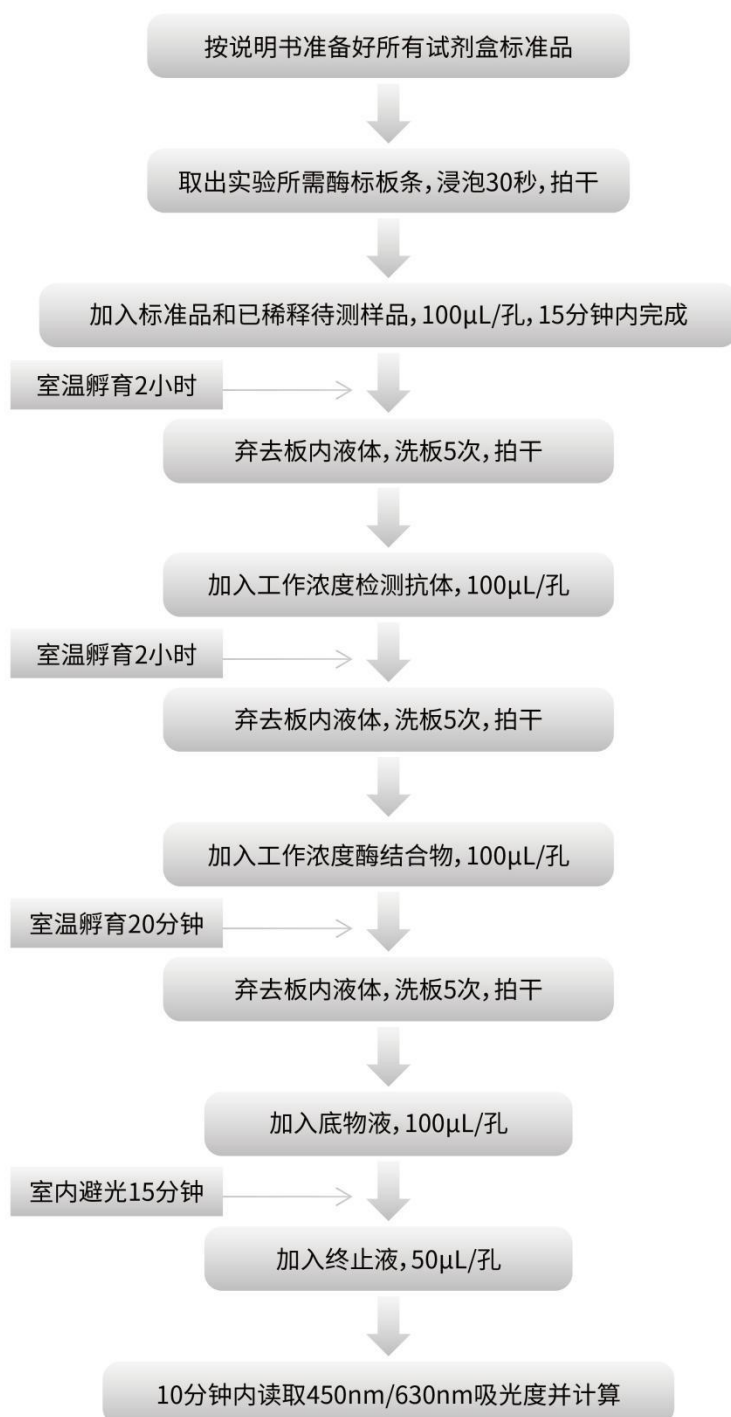 按说明书准备好所有试剂盒标准品
取出实验所需酶标板条，浸泡30秒，拍干
加入标准品和已稀释待测样品，100μL/孔，15分钟内完成
室温孵育2小时
弃去板内液体，洗板5次，拍干
加入工作浓度检测抗体，100μL/孔
室温孵育2小时
弃去板内液体，洗板5次，拍干
加入工作浓度酶结合物，100μL/孔
室温孵育20分钟
弃去板内液体，洗板5次，拍干
加入底物液，100μL/孔
室内避光15分钟
加入终止液，50μL/孔
10分钟内读取450nm/630nm吸光度并计算